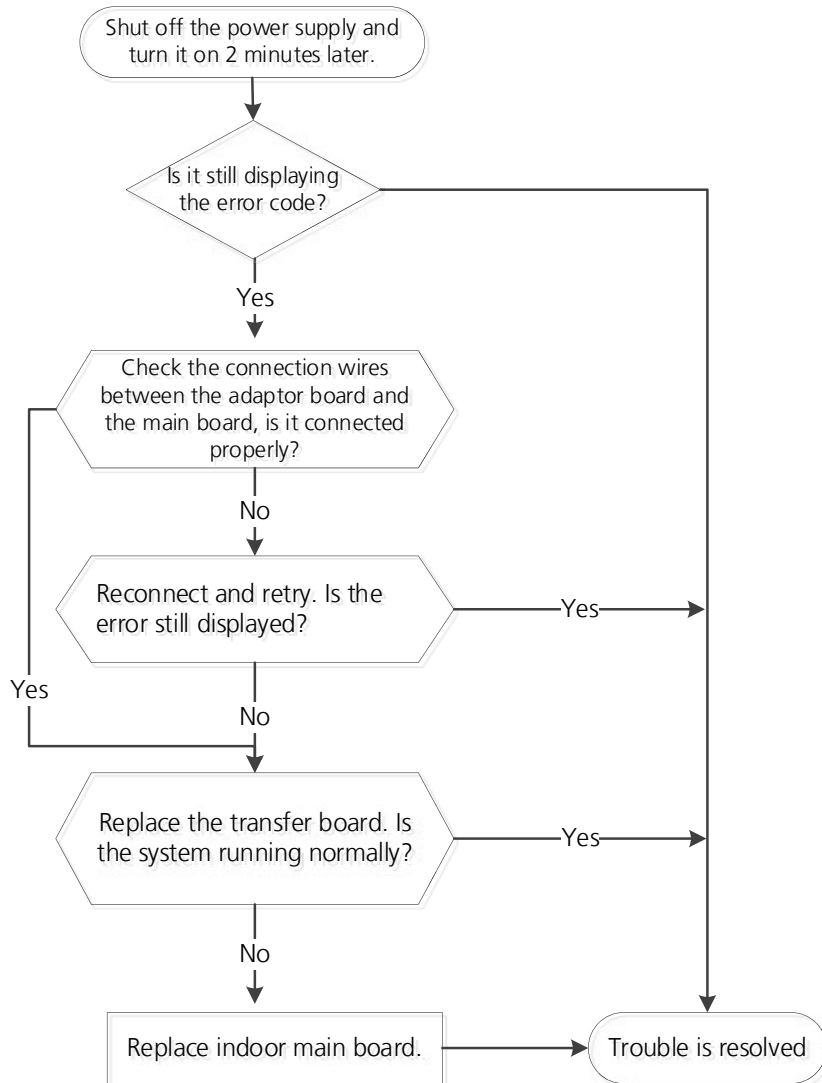 Shut off the power supply and
turn it on 2 minutes later.
Is it still displaying
the error code?
Yes
Check the connection wires
between the adaptor board and
the main board, is it connected
properly?
No
Reconnect and retry. Is the
error still displayed?
Yes
Yes
No
Replace the transfer board. Is
the system running normally?
Yes
No
Replace indoor main board.
Trouble is resolved